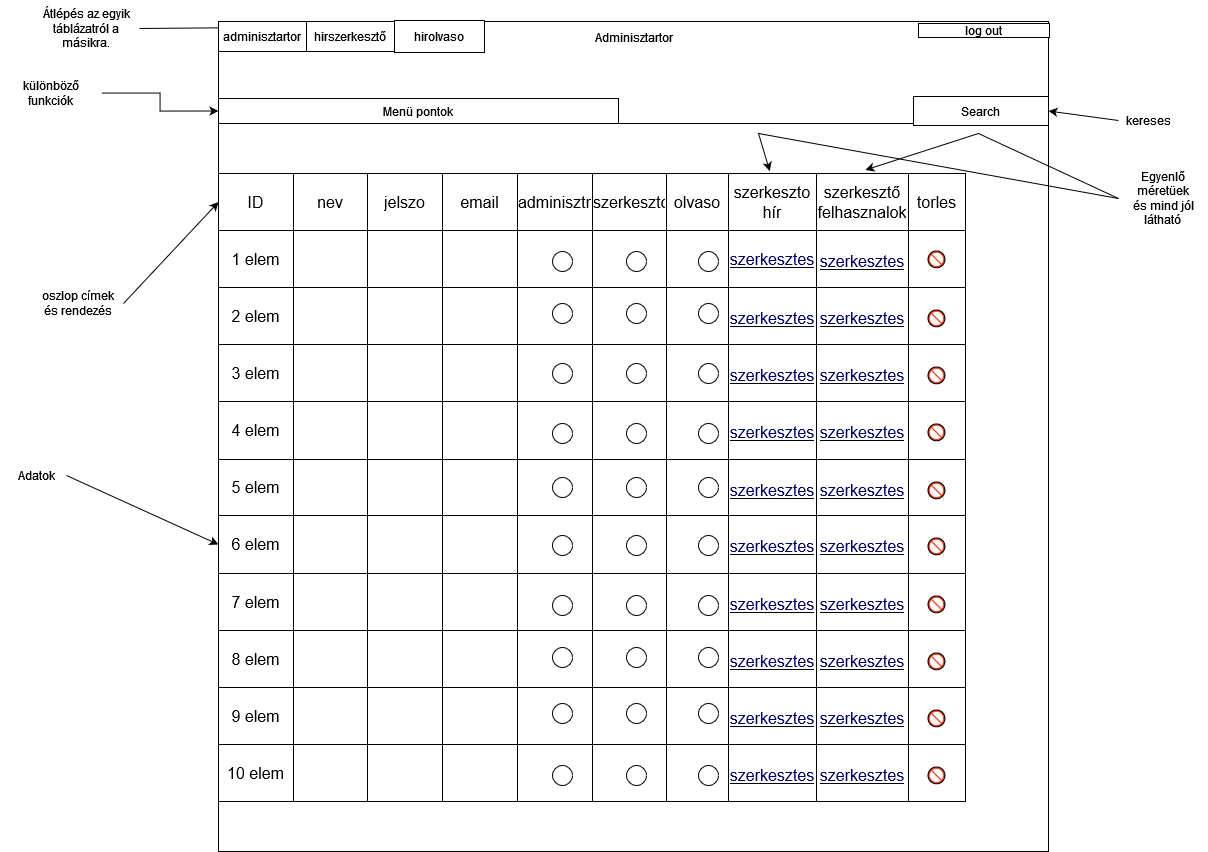 Átlépés az egyik
táblázatról a
másikra.
adminisztartor
hirszerkesztő
hirolvaso
Adminisztartor
log out
különböző
funkciók
Menü pontok
Search
kereses
Egyenlő
méretüek
és mind jól
látható
ID
nev
jelszo
email
adminisztr
szerkeszto
olvaso
szerkeszto
hír
szerkesztő
felhasznalok
torles
oszlop címek
és rendezés
Adatok
1 elem
szerkesztes
szerkesztes
2 elem
szerkesztes
szerkesztes
3 elem
szerkesztes
szerkesztes
4 elem
szerkesztes
szerkesztes
5 elem
szerkesztes
szerkesztes
6 elem
szerkesztes
szerkesztes
7 elem
szerkesztes
szerkesztes
8 elem
szerkesztes
szerkesztes
9 elem
szerkesztes
szerkesztes
10 elem
szerkesztes
szerkesztes